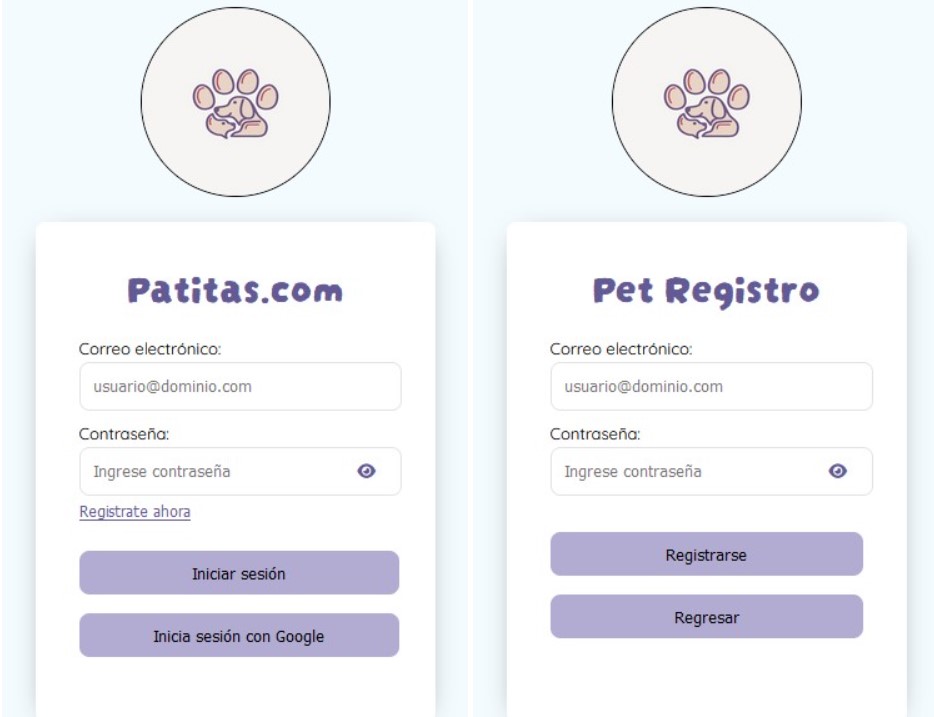 Patitas.com
Correo electrónico:
usuario@dominio.com
Contraseña:
Ingrese contraseña
Registrate ahora
Iniciar sesión
Inicia sesión con Google
Pet Registro
Correo electrónico:
usuario@dominio.com
Contraseña:
Ingrese contraseña
Registrarse
Regresar